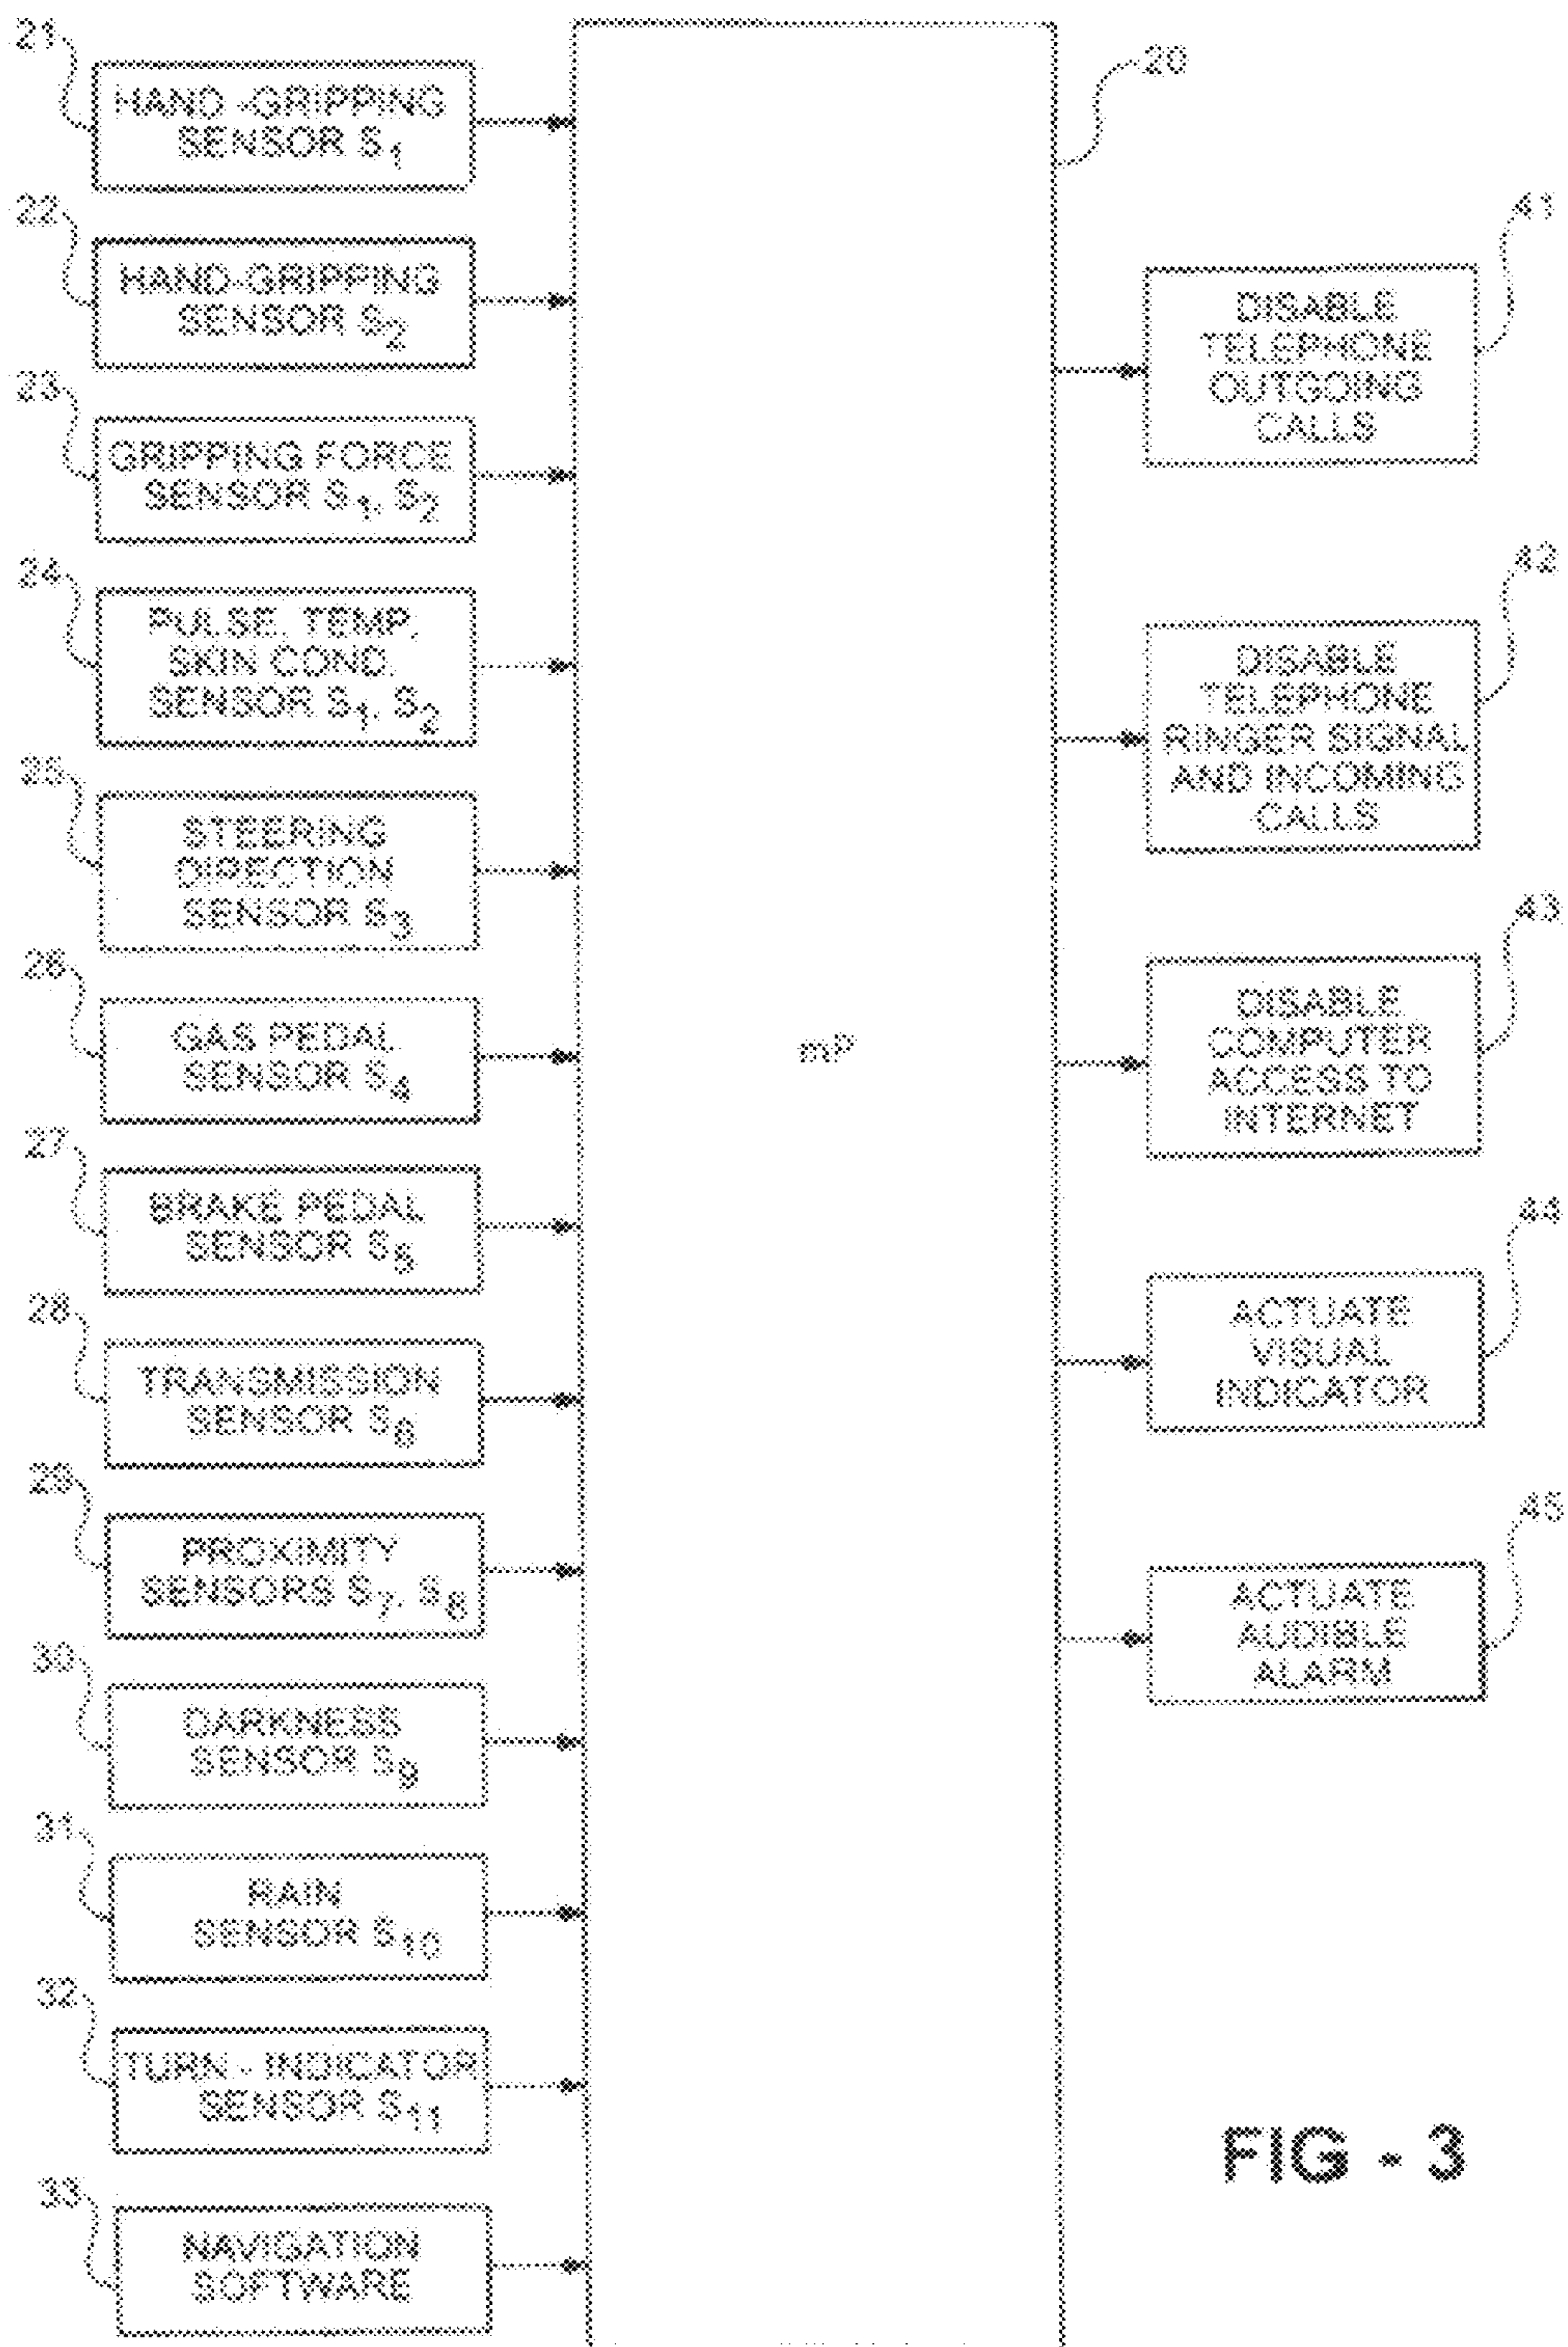 21
HAND-GRIPPING
SENSOR S1
22
HAND-GRIPPING
SENSOR S2
23
GRIPPING FORCE
SENSOR S1, S2
24
PULSE, TEMP,
SKIN COND.
SENSOR S1, S2
25
STEERING
DIRECTION
SENSOR S3
26
GAS PEDAL
SENSOR S4
27
BRAKE PEDAL
SENSOR S5
28
TRANSMISSION
SENSOR S6
29
PROXIMITY
SENSORS S7, S8
30
DARKNESS
SENSOR S9
31
RAIN
SENSOR S10
32
TURN - INDICATOR
SENSOR S11
33
NAVIGATION
SOFTWARE
mP
20
41
DISABLE
TELEPHONE
OUTGOING
CALLS
42
DISABLE
TELEPHONE
RINGER SIGNAL
AND INCOMING
CALLS
43
DISABLE
COMPUTER
ACCESS TO
INTERNET
44
ACTUATE
VISUAL
INDICATOR
45
ACTUATE
AUDIBLE
ALARM
FIG - 3